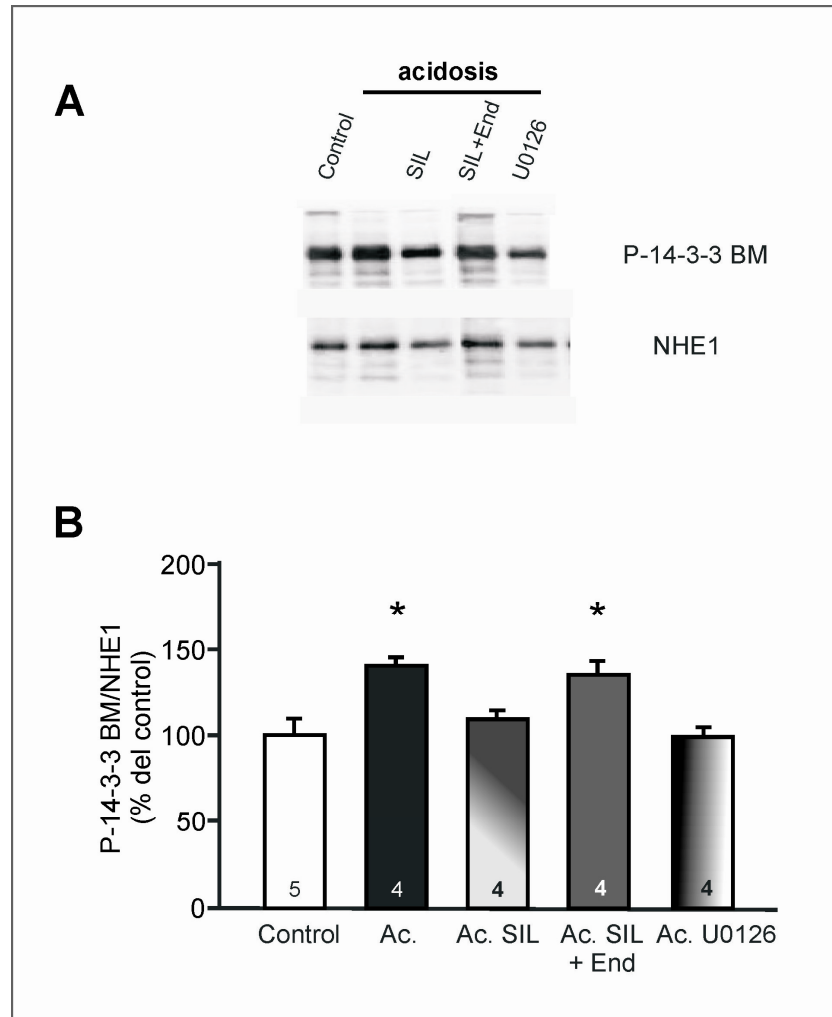 A
acidosis
Control
SIL
SIL+End
U0126
P-14-3-3 BM
NHE1
B
P-14-3-3 BM/NHE1
(% del control)
200
150
100
50
0
*
*
5
4
4
4
4
Control
Ac.
Ac. SIL
Ac. SIL
+ End
Ac. U0126